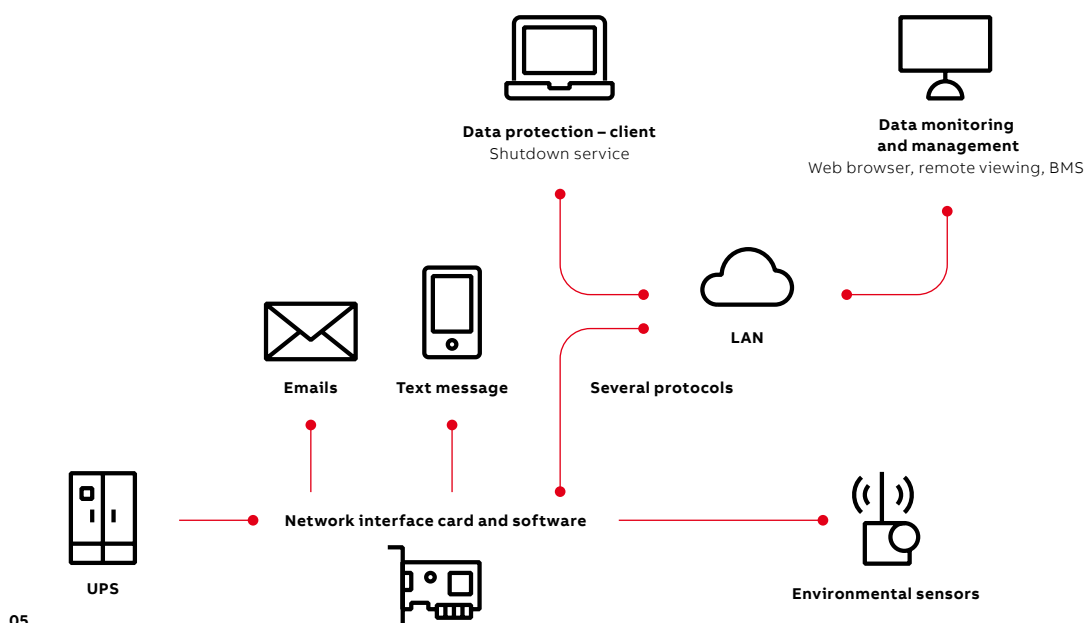 Data protection – client
Shutdown service
Data monitoring
and management
Web browser, remote viewing, BMS
LAN
Emails
Text message
Several protocols
Network interface card and software
UPS
Environmental sensors
05